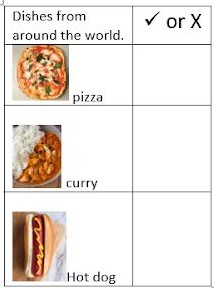 Dishes from
around the world.
✓ or X
pizza
curry
Hot dog